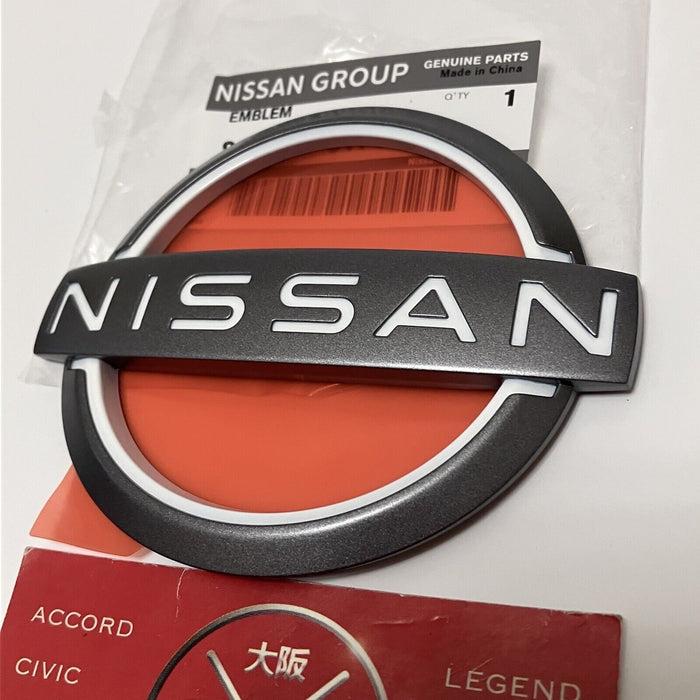 NISSAN GROUP
GENUINE PARTS
Made in China
EMBLEM
Q'TY 1
NISSAN
ACCORD
CIVIC
大阪
LEGEND